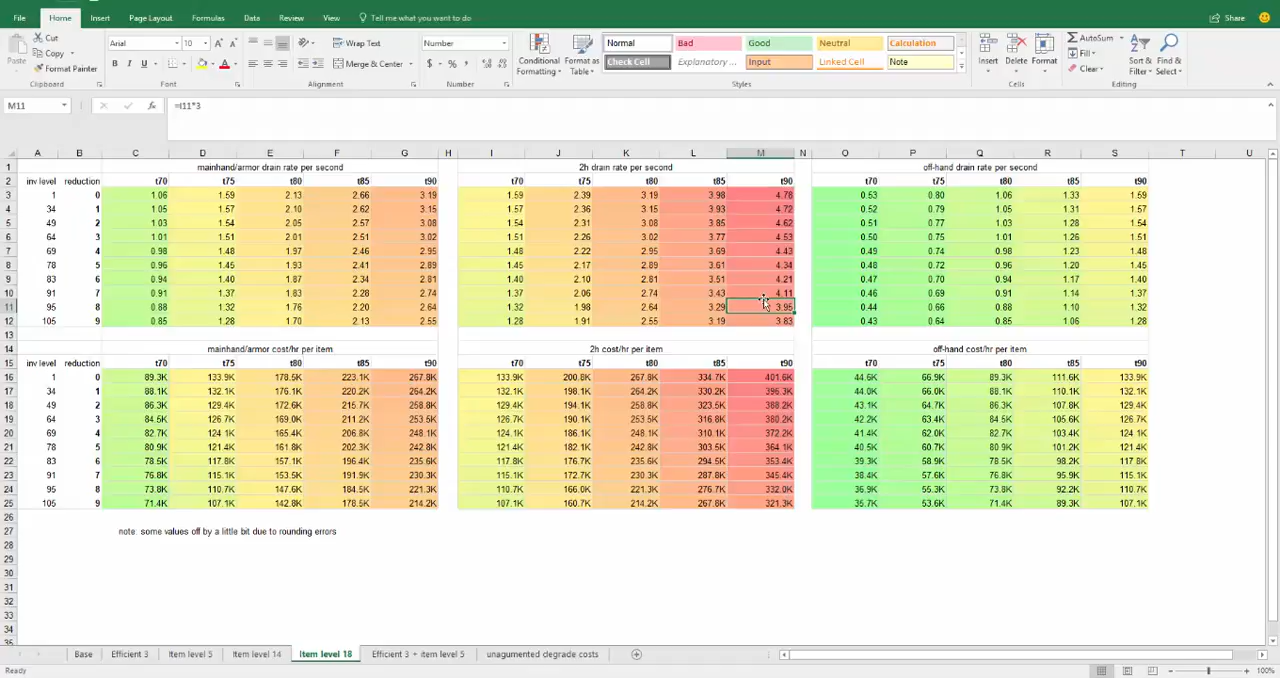 File Home Insert Page Layout Formulas Data Review View Tell me what you want to do Share
Cut Arial 10 A A Wrap Text Number Normal Bad Good Neutral Calculation AutoSum
Copy Fill
Paste Format Painter B I U A Merge & Center $ % , Conditional Formatting Format as Table Check Cell Explanatory ... Input Linked Cell Note Insert Delete Format Clear Sort & Filter Find & Select
Clipboard Font Alignment Number Styles Cells Editing
M11 fx =I11*3
A B C D E F G H I J K L M N O P Q R S T U
1 mainhand/armor drain rate per second 2h drain rate per second off-hand drain rate per second
2 inv level reduction t70 t75 t80 t85 t90 t70 t75 t80 t85 t90 t70 t75 t80 t85 t90
3 1 0 1.06 1.59 2.13 2.66 3.19 1.59 2.39 3.19 3.98 4.78 0.53 0.80 1.06 1.33 1.59
4 34 1 1.05 1.57 2.10 2.62 3.15 1.57 2.36 3.15 3.93 4.72 0.52 0.79 1.05 1.31 1.57
5 49 2 1.03 1.54 2.05 2.57 3.08 1.54 2.31 3.08 3.85 4.62 0.51 0.77 1.03 1.28 1.54
6 64 3 1.01 1.51 2.01 2.51 3.02 1.51 2.26 3.02 3.77 4.53 0.50 0.75 1.01 1.26 1.51
7 69 4 0.98 1.48 1.97 2.46 2.95 1.48 2.22 2.95 3.69 4.43 0.49 0.74 0.98 1.23 1.48
8 78 5 0.96 1.45 1.93 2.41 2.89 1.45 2.17 2.89 3.61 4.34 0.48 0.72 0.96 1.20 1.45
9 83 6 0.94 1.40 1.87 2.34 2.81 1.40 2.10 2.81 3.51 4.21 0.47 0.70 0.94 1.17 1.40
10 91 7 0.91 1.37 1.83 2.28 2.74 1.37 2.06 2.74 3.43 4.11 0.46 0.69 0.91 1.14 1.37
11 95 8 0.88 1.32 1.76 2.20 2.64 1.32 1.98 2.64 3.29 3.95 0.44 0.66 0.88 1.10 1.32
12 105 9 0.85 1.28 1.70 2.13 2.55 1.28 1.91 2.55 3.19 3.83 0.43 0.64 0.85 1.06 1.28
13
14 mainhand/armor cost/hr per item 2h cost/hr per item off-hand cost/hr per item
15 inv level reduction t70 t75 t80 t85 t90 t70 t75 t80 t85 t90 t70 t75 t80 t85 t90
16 1 0 89.3K 133.9K 178.5K 223.1K 267.8K 133.9K 200.8K 267.8K 334.7K 401.6K 44.6K 66.9K 89.3K 111.6K 133.9K
17 34 1 88.1K 132.1K 176.1K 220.2K 264.2K 132.1K 198.1K 264.2K 330.2K 396.3K 44.0K 66.0K 88.1K 110.1K 132.1K
18 49 2 86.3K 129.4K 172.6K 215.7K 258.8K 129.4K 194.1K 258.8K 323.5K 388.2K 43.1K 64.7K 86.3K 107.8K 129.4K
19 64 3 84.5K 126.7K 169.0K 211.2K 253.5K 126.7K 190.1K 253.5K 316.8K 380.2K 42.2K 63.4K 84.5K 105.6K 126.7K
20 69 4 82.7K 124.1K 165.4K 206.8K 248.1K 124.1K 186.1K 248.1K 310.1K 372.2K 41.4K 62.0K 82.7K 103.4K 124.1K
21 78 5 80.9K 121.4K 161.8K 202.3K 242.8K 121.4K 182.1K 242.8K 303.5K 364.1K 40.5K 60.7K 80.9K 101.2K 121.4K
22 83 6 78.5K 117.8K 157.1K 196.4K 235.6K 117.8K 176.7K 235.6K 294.5K 353.4K 39.3K 58.9K 78.5K 98.2K 117.8K
23 91 7 76.8K 115.1K 153.5K 191.9K 230.3K 115.1K 172.7K 230.3K 287.8K 345.4K 38.4K 57.6K 76.8K 95.9K 115.1K
24 95 8 73.8K 110.7K 147.6K 184.5K 221.3K 110.7K 166.0K 221.3K 276.7K 332.0K 36.9K 55.3K 73.8K 92.2K 110.7K
25 105 9 71.4K 107.1K 142.8K 178.5K 214.2K 107.1K 160.7K 214.2K 267.8K 321.3K 35.7K 53.6K 71.4K 89.3K 107.1K
26
27 note: some values off by a little bit due to rounding errors
28
29
30
31
32
33
34
35
Base Efficient 3 Item level 5 Item level 14 Item level 18 Efficient 3 + item level 5 unagumented degrade costs
Ready 100%